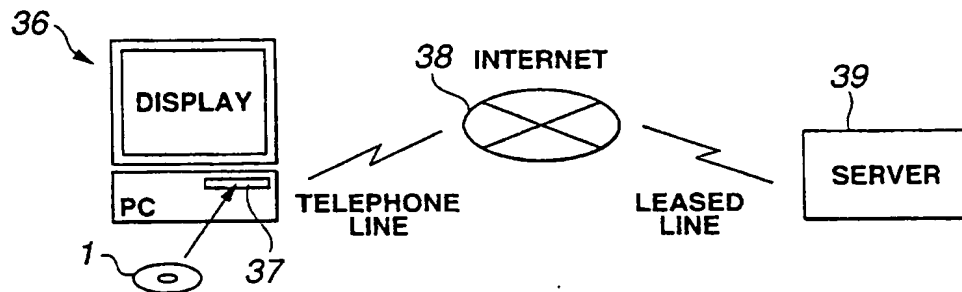 36
DISPLAY
PC
1
37
TELEPHONE
LINE
38
INTERNET
LEASED
LINE
39
SERVER